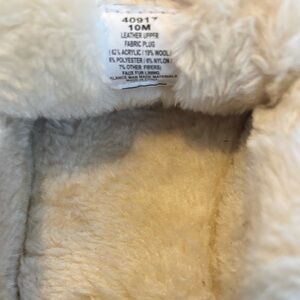 40917
10M
LEATHER UPPER
FABRIC PLUG
( 62% ACRYLIC / 19% WOOL /
6% POLYESTER / 6% NYLON /
7% OTHER FIBERS)
FAUX FUR LINING
BALANCE MAN MADE MATERIALS